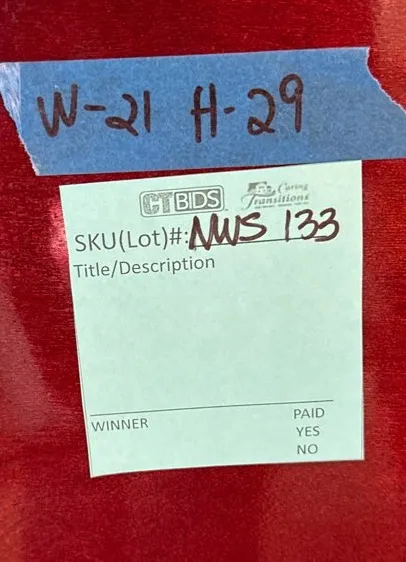 W-21 H-29
CTBIDS
Caring
Transitions
SKU(Lot)#: NWS 133
Title/Description
WINNER
PAID
YES
NO